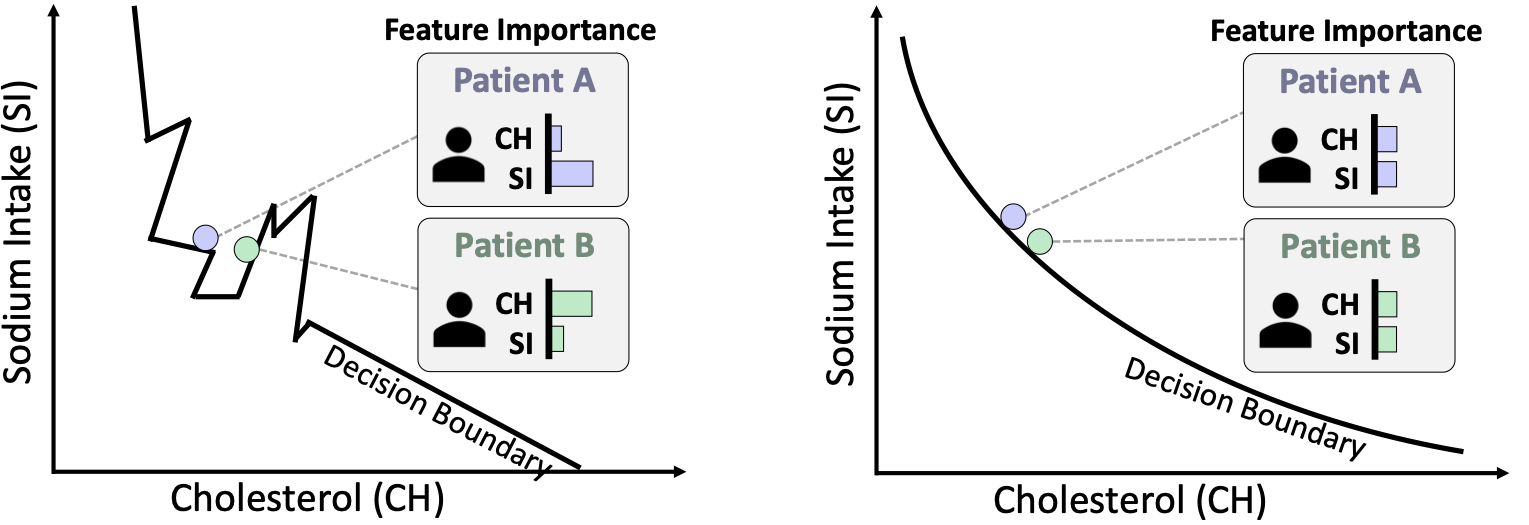 Feature Importance
Patient A
CH
SI
Patient B
CH
SI
Decision Boundary
Sodium Intake (SI)
Cholesterol (CH)
Feature Importance
Patient A
CH
SI
Patient B
CH
SI
Decision Boundary
Sodium Intake (SI)
Cholesterol (CH)